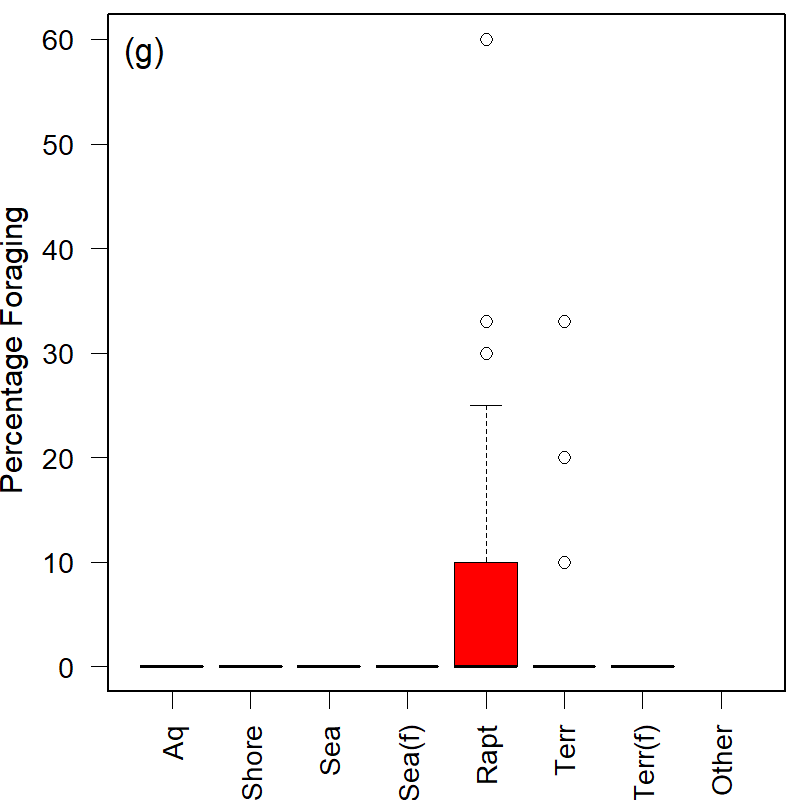 (g)
Percentage Foraging
60
50
40
30
20
10
0
Aq
Shore
Sea
Sea(f)
Rapt
Terr
Terr(f)
Other